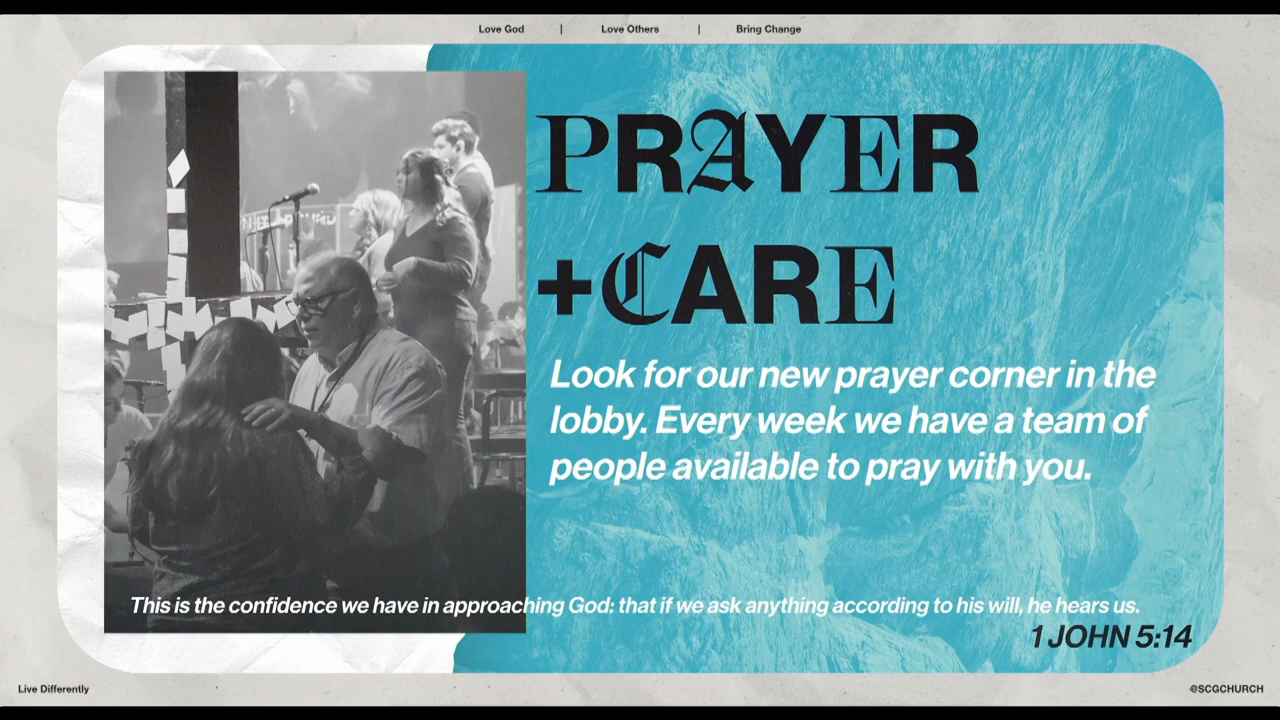 Love God | Love Others | Bring Change
PRAYER
+CARE
Look for our new prayer corner in the
lobby. Every week we have a team of
people available to pray with you.
This is the confidence we have in approaching God: that if we ask anything according to his will, he hears us.
1 JOHN 5:14
Live Differently
@SCGCHURCH